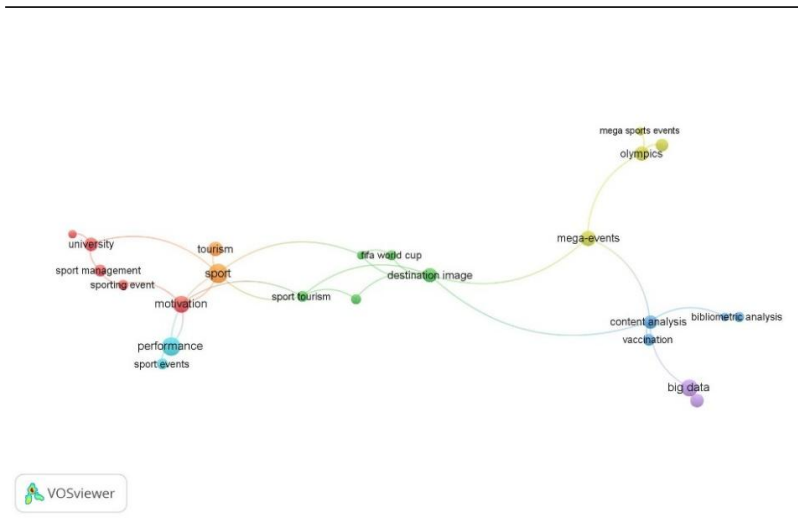 mega sports events
olympics
mega-events
university
tourism
fifa world cup
sport management
sport
destination image
sporting event
sport tourism
motivation
content analysis
bibliometric analysis
vaccination
performance
sport events
big data
VOSviewer